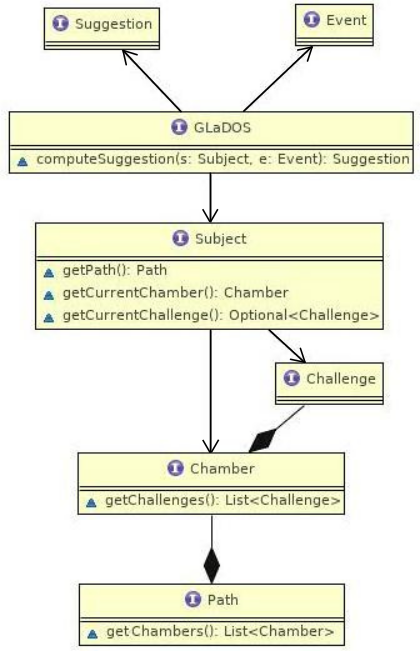 I Suggestion
I Event
I GLaDOS
computeSuggestion(s: Subject, e: Event): Suggestion
I Subject
getPath(): Path
getCurrentChamber(): Chamber
getCurrentChallenge(): Optional<Challenge>
I Challenge
I Chamber
getChallenges(): List<Challenge>
I Path
getChambers(): List<Chamber>